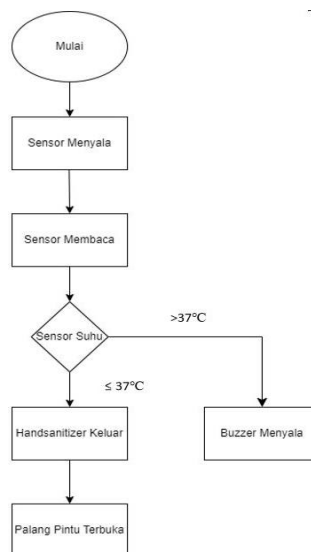 Mulai
Sensor Menyala
Sensor Membaca
Sensor Suhu
>37℃
≤ 37℃
Handsanitizer Keluar
Buzzer Menyala
Palang Pintu Terbuka